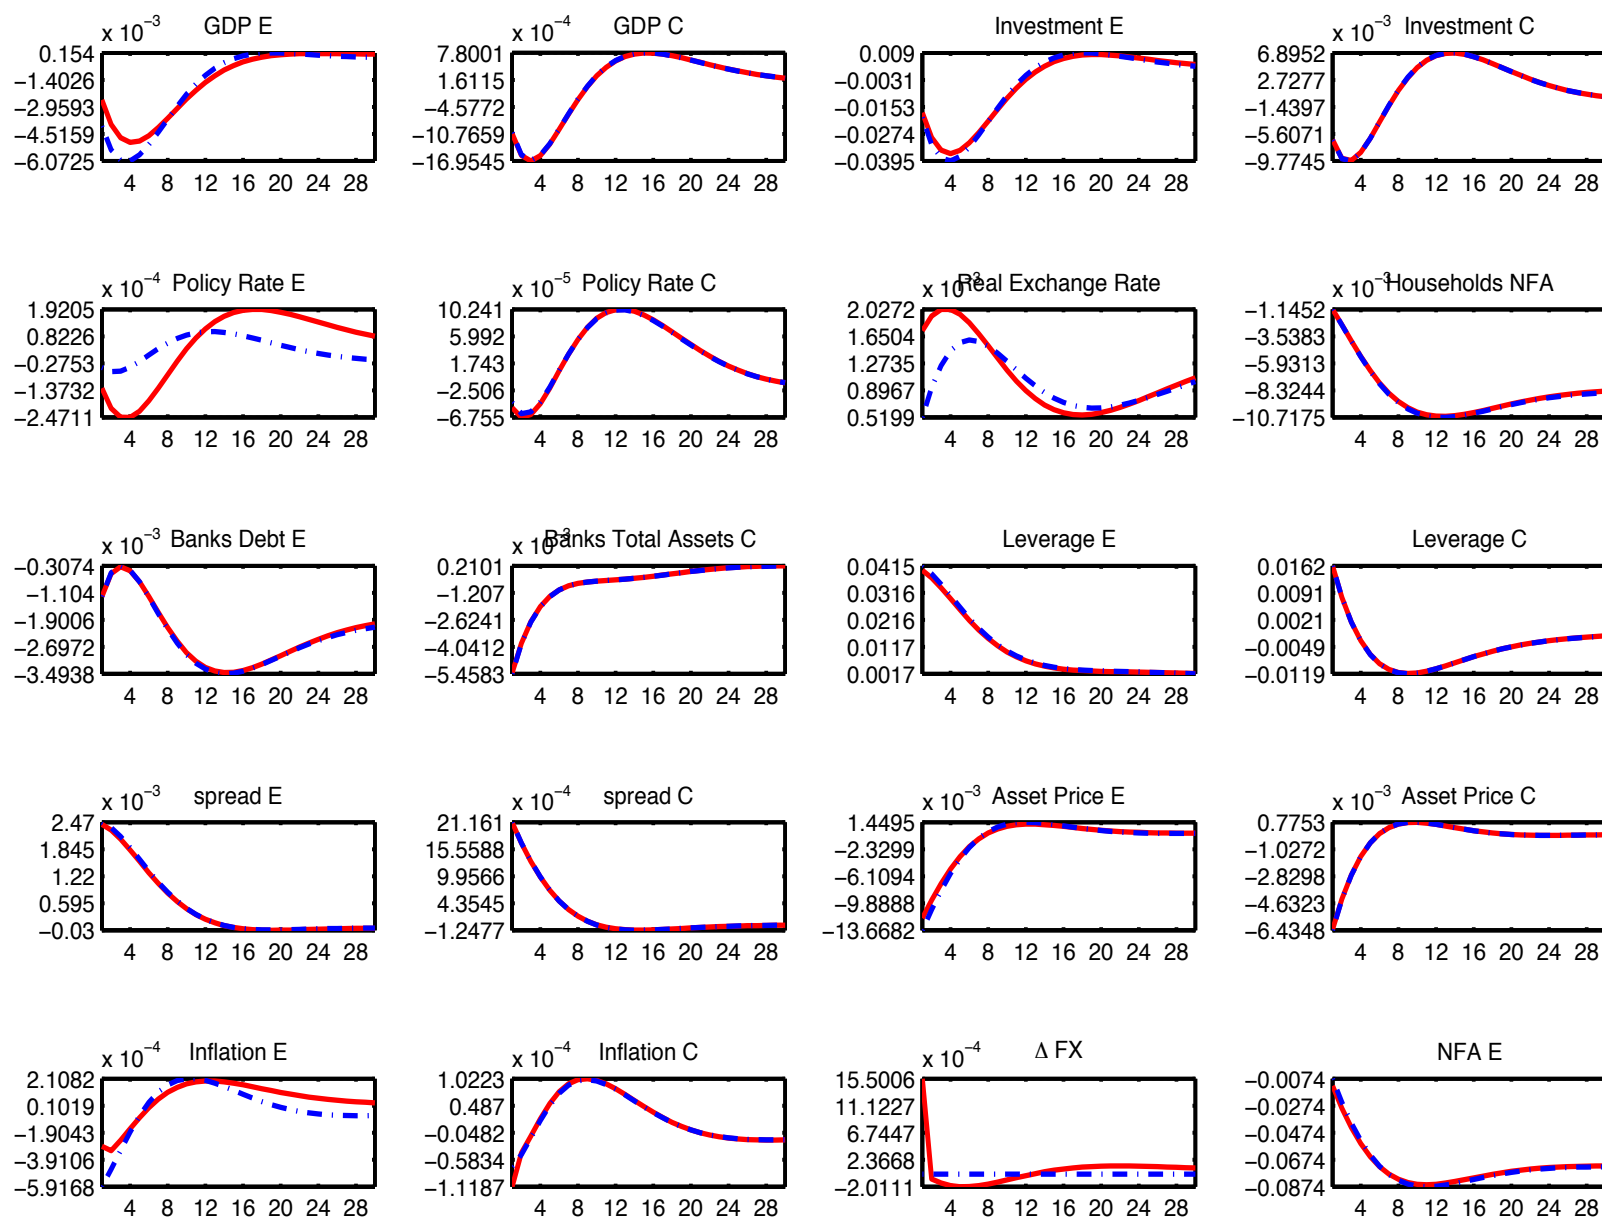 x 10−3 GDP E
0.154
−1.4026
−2.9593
−4.5159
−6.0725
4 8 12 16 20 24 28
x 10−4 GDP C
7.8001
1.6115
−4.5772
−10.7659
−16.9545
4 8 12 16 20 24 28
Investment E
0.009
−0.0031
−0.0153
−0.0274
−0.0395
4 8 12 16 20 24 28
x 10−3 Investment C
6.8952
2.7277
−1.4397
−5.6071
−9.7745
4 8 12 16 20 24 28
x 10−4 Policy Rate E
1.9205
0.8226
−0.2753
−1.3732
−2.4711
4 8 12 16 20 24 28
x 10−5 Policy Rate C
10.241
5.992
1.743
−2.506
−6.755
4 8 12 16 20 24 28
x 10−3 Real Exchange Rate
2.0272
1.6504
1.2735
0.8967
0.5199
4 8 12 16 20 24 28
x 10−3 Households NFA
−1.1452
−3.5383
−5.9313
−8.3244
−10.7175
4 8 12 16 20 24 28
x 10−3 Banks Debt E
−0.3074
−1.104
−1.9006
−2.6972
−3.4938
4 8 12 16 20 24 28
x 10−3 Banks Total Assets C
0.2101
−1.207
−2.6241
−4.0412
−5.4583
4 8 12 16 20 24 28
Leverage E
0.0415
0.0316
0.0216
0.0117
0.0017
4 8 12 16 20 24 28
Leverage C
0.0162
0.0091
0.0021
−0.0049
−0.0119
4 8 12 16 20 24 28
x 10−3 spread E
2.47
1.845
1.22
0.595
−0.03
4 8 12 16 20 24 28
x 10−4 spread C
21.161
15.5588
9.9566
4.3545
−1.2477
4 8 12 16 20 24 28
x 10−3 Asset Price E
1.4495
−2.3299
−6.1094
−9.8888
−13.6682
4 8 12 16 20 24 28
x 10−3 Asset Price C
0.7753
−1.0272
−2.8298
−4.6323
−6.4348
4 8 12 16 20 24 28
x 10−4 Inflation E
2.1082
0.1019
−1.9043
−3.9106
−5.9168
4 8 12 16 20 24 28
x 10−4 Inflation C
1.0223
0.487
−0.0482
−0.5834
−1.1187
4 8 12 16 20 24 28
x 10−4 Δ FX
15.5006
11.1227
6.7447
2.3668
−2.0111
4 8 12 16 20 24 28
NFA E
−0.0074
−0.0274
−0.0474
−0.0674
−0.0874
4 8 12 16 20 24 28